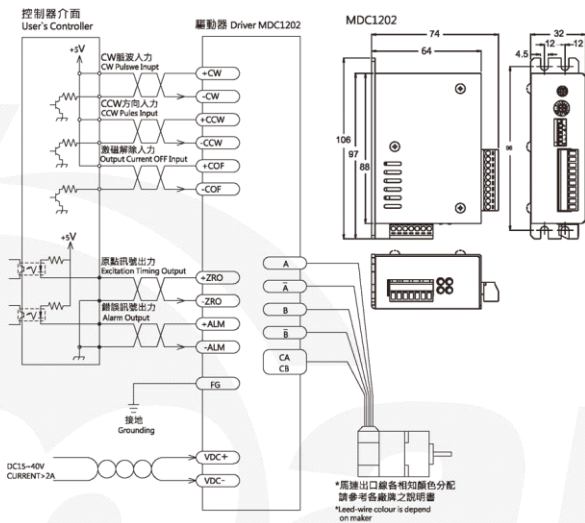 控制器介面
User's Controller
驅動器 Driver MDC1202
MDC1202
+5V
CW脈波入力
CW Pulswe Inupt
+CW
-CW
CCW方向入力
CCW Pules Input
+CCW
-CCW
激磁解除入力
Output Current OFF Input
+COF
-COF
+5V
原點訊號出力
Excitation Timing Output
+ZRO
-ZRO
錯誤訊號出力
Alarm Output
+ALM
-ALM
FG
接地
Grounding
DC15~40V
CURRENT>2A
VDC+
VDC-
A
A̅
B
B̅
CA
CB
*馬達出口線各相知顏色分配
請參考各廠牌之說明書
*Leed-wire colour is depend
on maker
74
64
106
97
88
32
12
12
4.5